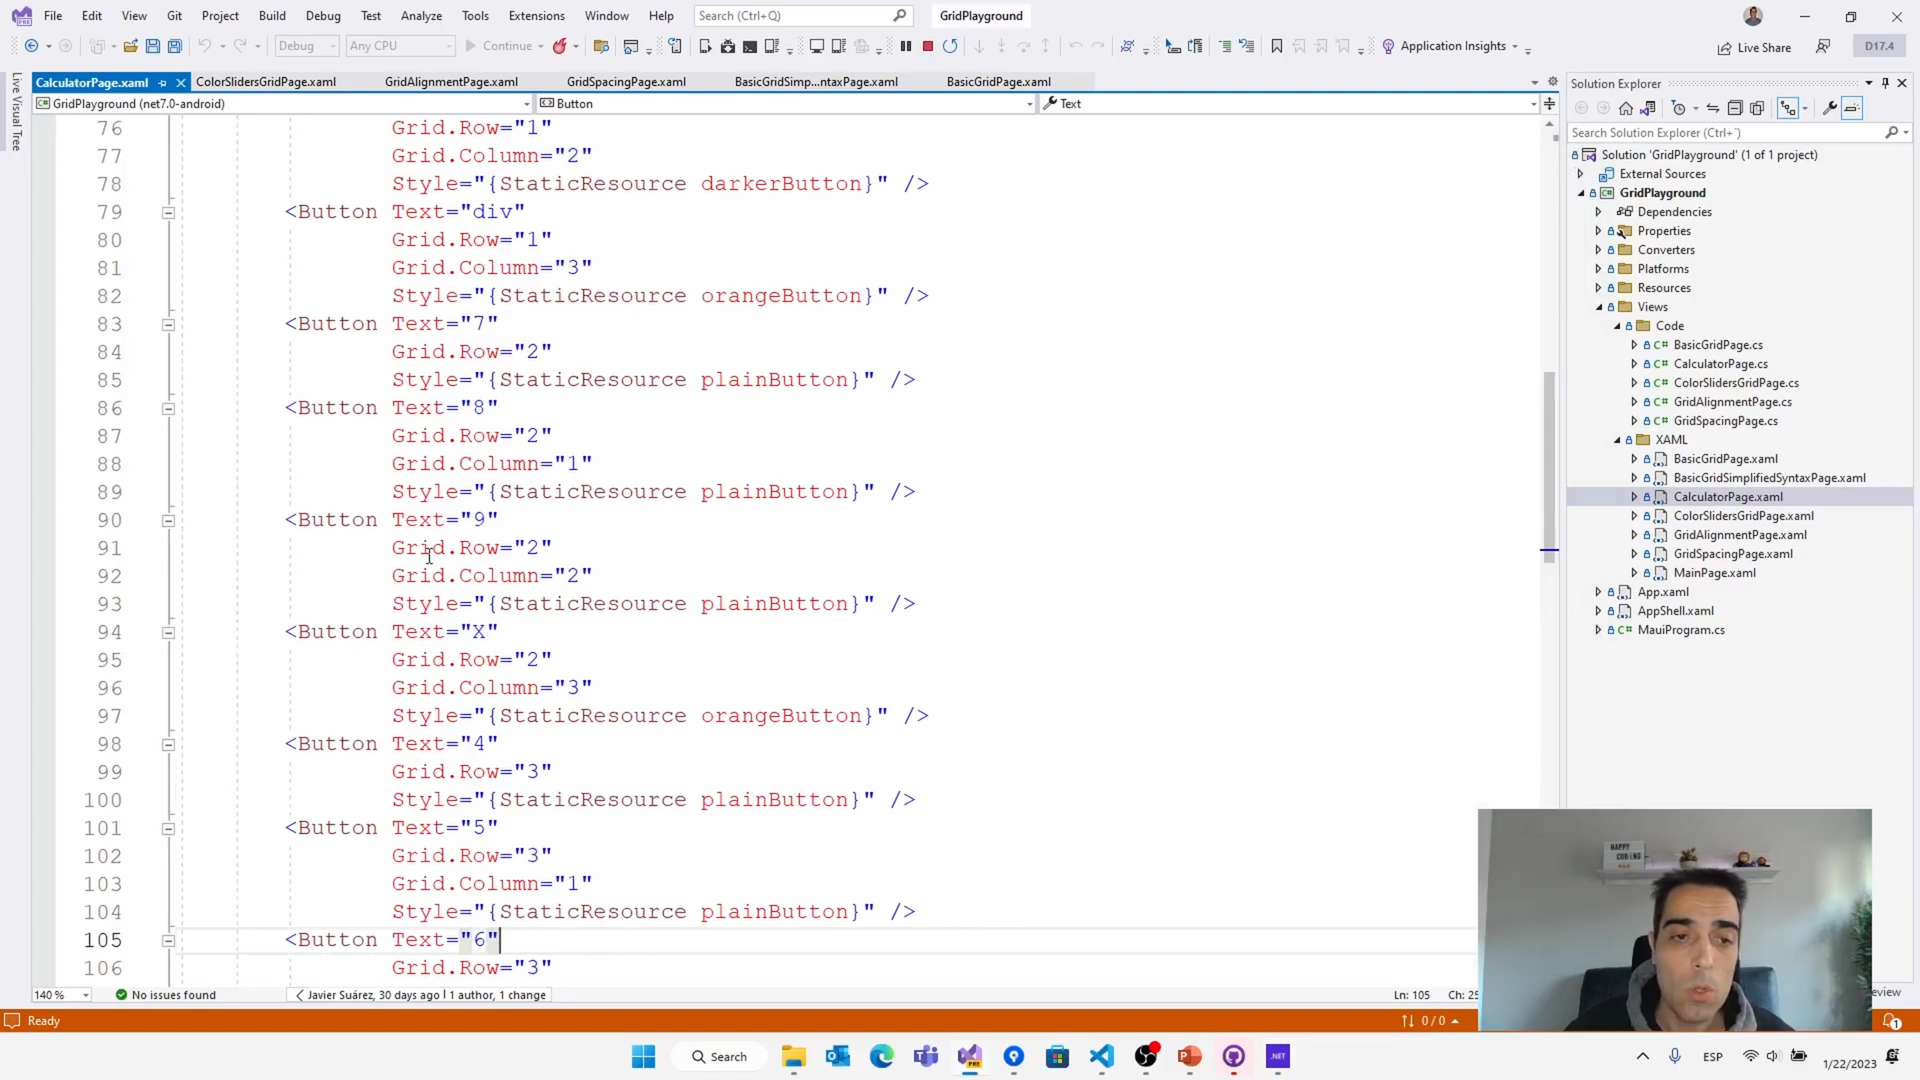 File Edit View Git Project Build Debug Test Analyze Tools Extensions Window Help Search (Ctrl+Q) GridPlayground
Debug Any CPU Continue Application Insights Live Share D17.4
Live Visual Tree
CalculatorPage.xaml ColorSlidersGridPage.xaml GridAlignmentPage.xaml GridSpacingPage.xaml BasicGridSimp...ntaxPage.xaml BasicGridPage.xaml
GridPlayground (net7.0-android) Button Text
76 Grid.Row="1"
77 Grid.Column="2"
78 Style="{StaticResource darkerButton}" />
79 <Button Text="div"
80 Grid.Row="1"
81 Grid.Column="3"
82 Style="{StaticResource orangeButton}" />
83 <Button Text="7"
84 Grid.Row="2"
85 Style="{StaticResource plainButton}" />
86 <Button Text="8"
87 Grid.Row="2"
88 Grid.Column="1"
89 Style="{StaticResource plainButton}" />
90 <Button Text="9"
91 Grid.Row="2"
92 Grid.Column="2"
93 Style="{StaticResource plainButton}" />
94 <Button Text="X"
95 Grid.Row="2"
96 Grid.Column="3"
97 Style="{StaticResource orangeButton}" />
98 <Button Text="4"
99 Grid.Row="3"
100 Style="{StaticResource plainButton}" />
101 <Button Text="5"
102 Grid.Row="3"
103 Grid.Column="1"
104 Style="{StaticResource plainButton}" />
105 <Button Text="6"
106 Grid.Row="3"
140 % No issues found Javier Suárez, 30 days ago | 1 author, 1 change Ln: 105 Ch: 25
Ready 0 / 0
Solution Explorer
Search Solution Explorer (Ctrl+`)
Solution 'GridPlayground' (1 of 1 project)
External Sources
GridPlayground
Dependencies
Properties
Converters
Platforms
Resources
Views
Code
BasicGridPage.cs
CalculatorPage.cs
ColorSlidersGridPage.cs
GridAlignmentPage.cs
GridSpacingPage.cs
XAML
BasicGridPage.xaml
BasicGridSimplifiedSyntaxPage.xaml
CalculatorPage.xaml
ColorSlidersGridPage.xaml
GridAlignmentPage.xaml
GridSpacingPage.xaml
MainPage.xaml
App.xaml
AppShell.xaml
MauiProgram.cs
HAPPY
CODING
Search .NET ESP 1/22/2023